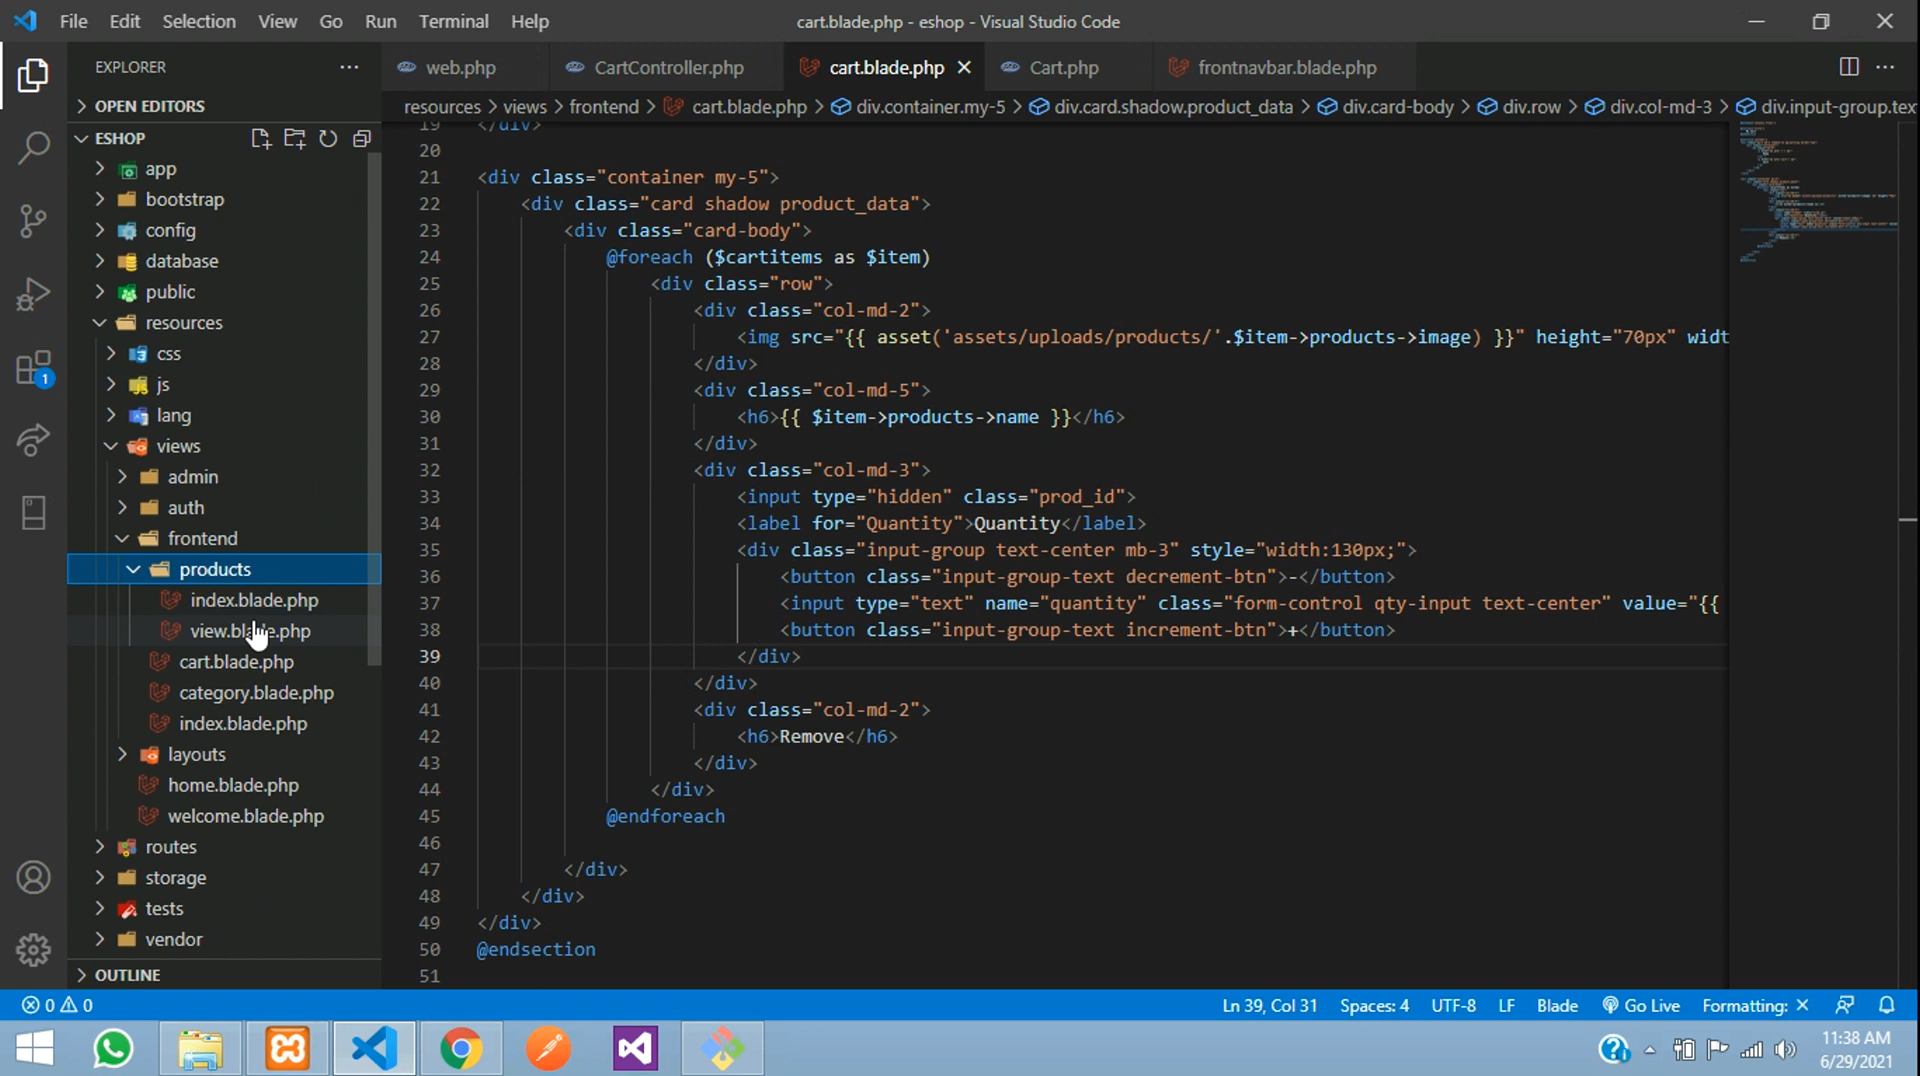 File Edit Selection View Go Run Terminal Help
cart.blade.php - eshop - Visual Studio Code
EXPLORER
web.php
CartController.php
cart.blade.php
Cart.php
frontnavbar.blade.php
OPEN EDITORS
resources > views > frontend > cart.blade.php > div.container.my-5 > div.card.shadow.product_data > div.card-body > div.row > div.col-md-3 > div.input-group.text
ESHOP
app
bootstrap
config
database
public
resources
css
js
lang
views
admin
auth
frontend
products
index.blade.php
view.blade.php
cart.blade.php
category.blade.php
index.blade.php
layouts
home.blade.php
welcome.blade.php
routes
storage
tests
vendor
OUTLINE
1
19 </div>
20
21 <div class="container my-5">
22 <div class="card shadow product_data">
23 <div class="card-body">
24 @foreach ($cartitems as $item)
25 <div class="row">
26 <div class="col-md-2">
27 <img src="{{ asset('assets/uploads/products/'.$item->products->image) }}" height="70px" widt
28 </div>
29 <div class="col-md-5">
30 <h6>{{ $item->products->name }}</h6>
31 </div>
32 <div class="col-md-3">
33 <input type="hidden" class="prod_id">
34 <label for="Quantity">Quantity</label>
35 <div class="input-group text-center mb-3" style="width:130px;">
36 <button class="input-group-text decrement-btn">-</button>
37 <input type="text" name="quantity" class="form-control qty-input text-center" value="{{
38 <button class="input-group-text increment-btn">+</button>
39 </div>
40 </div>
41 <div class="col-md-2">
42 <h6>Remove</h6>
43 </div>
44 </div>
45 @endforeach
46
47 </div>
48 </div>
49 </div>
50 @endsection
51
0 0
Ln 39, Col 31
Spaces: 4
UTF-8
LF
Blade
Go Live
Formatting: ×
11:38 AM
6/29/2021